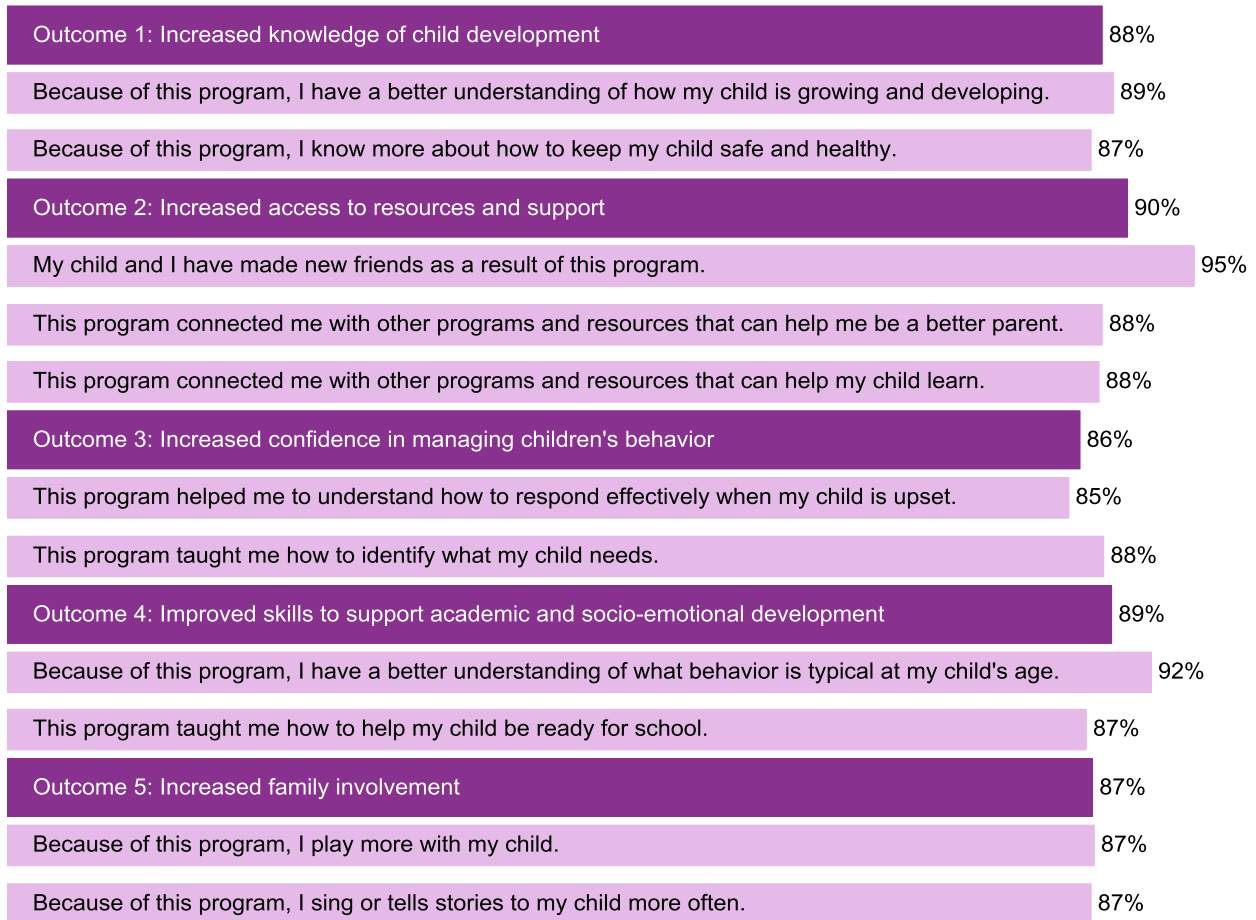 Outcome 1: Increased knowledge of child development 88%
Because of this program, I have a better understanding of how my child is growing and developing. 89%
Because of this program, I know more about how to keep my child safe and healthy. 87%
Outcome 2: Increased access to resources and support 90%
My child and I have made new friends as a result of this program. 95%
This program connected me with other programs and resources that can help me be a better parent. 88%
This program connected me with other programs and resources that can help my child learn. 88%
Outcome 3: Increased confidence in managing children's behavior 86%
This program helped me to understand how to respond effectively when my child is upset. 85%
This program taught me how to identify what my child needs. 88%
Outcome 4: Improved skills to support academic and socio-emotional development 89%
Because of this program, I have a better understanding of what behavior is typical at my child's age. 92%
This program taught me how to help my child be ready for school. 87%
Outcome 5: Increased family involvement 87%
Because of this program, I play more with my child. 87%
Because of this program, I sing or tells stories to my child more often. 87%